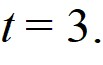 t = 3.